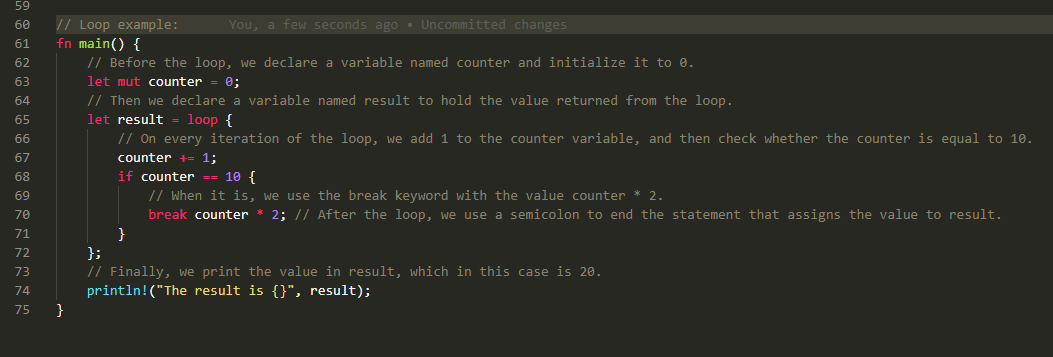 59
60 // Loop example: You, a few seconds ago • Uncommitted changes
61 fn main() {
62 // Before the loop, we declare a variable named counter and initialize it to 0.
63 let mut counter = 0;
64 // Then we declare a variable named result to hold the value returned from the loop.
65 let result = loop {
66 // On every iteration of the loop, we add 1 to the counter variable, and then check whether the counter is equal to 10.
67 counter += 1;
68 if counter == 10 {
69 // When it is, we use the break keyword with the value counter * 2.
70 break counter * 2; // After the loop, we use a semicolon to end the statement that assigns the value to result.
71 }
72 };
73 // Finally, we print the value in result, which in this case is 20.
74 println!("The result is {}", result);
75 }